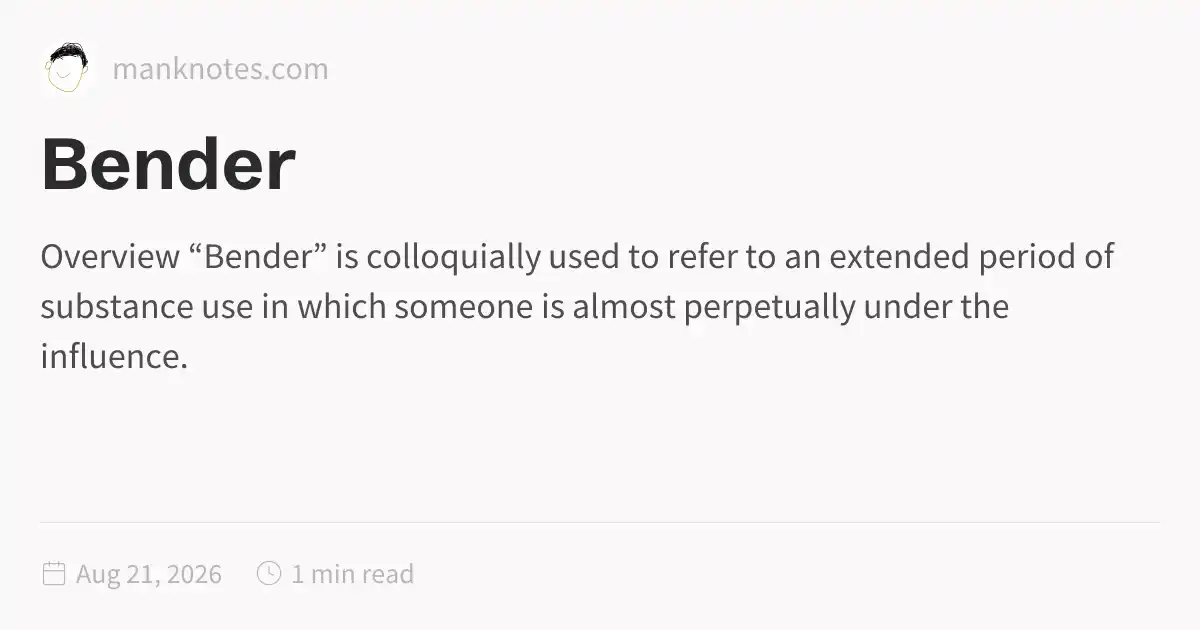 manknotes.com
Bender
Overview “Bender” is colloquially used to refer to an extended period of
substance use in which someone is almost perpetually under the
influence.
Aug 21, 2026 1 min read